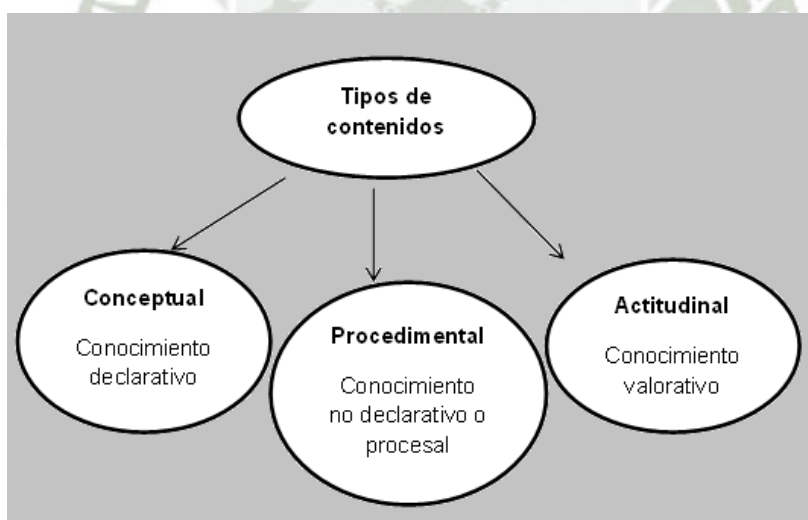 Tipos de
contenidos
Conceptual
Conocimiento
declarativo
Procedimental
Conocimiento
no declarativo o
procesal
Actitudinal
Conocimiento
valorativo